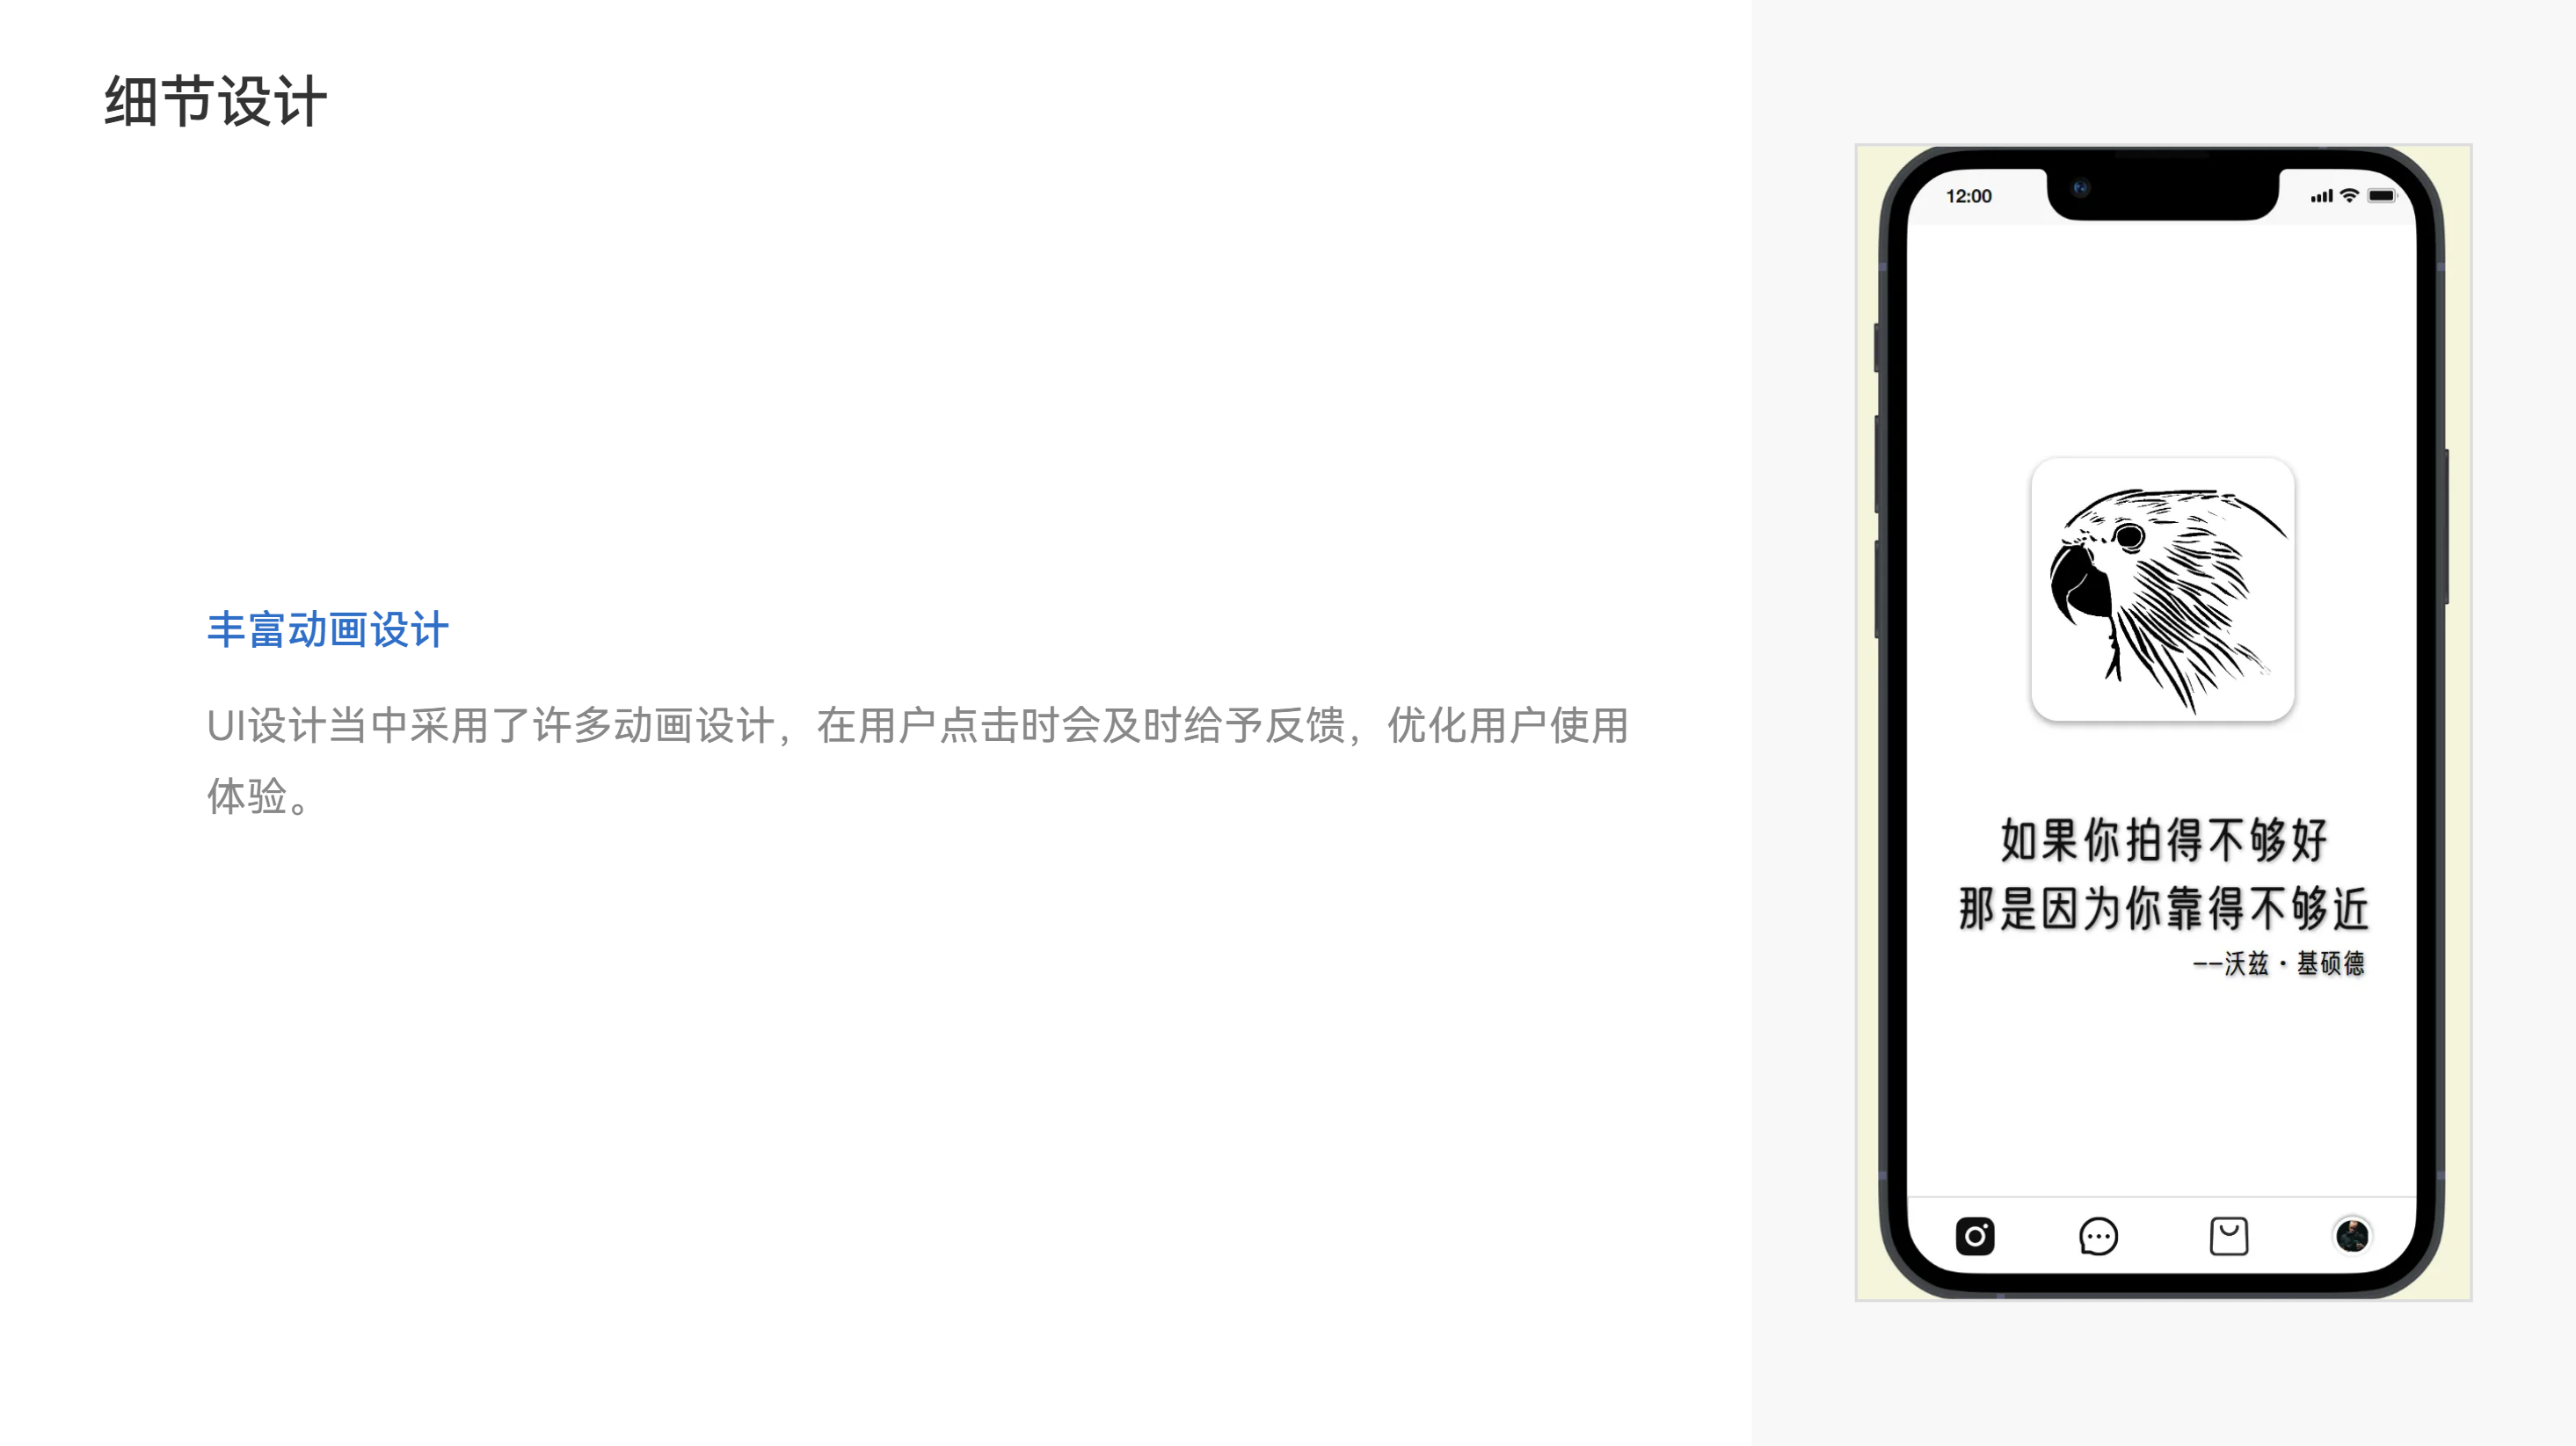 细节设计
丰富动画设计
UI设计当中采用了许多动画设计，在用户点击时会及时给予反馈，优化用户使用
体验。
12:00
如果你拍得不够好
那是因为你靠得不够近
——沃兹·基硕德